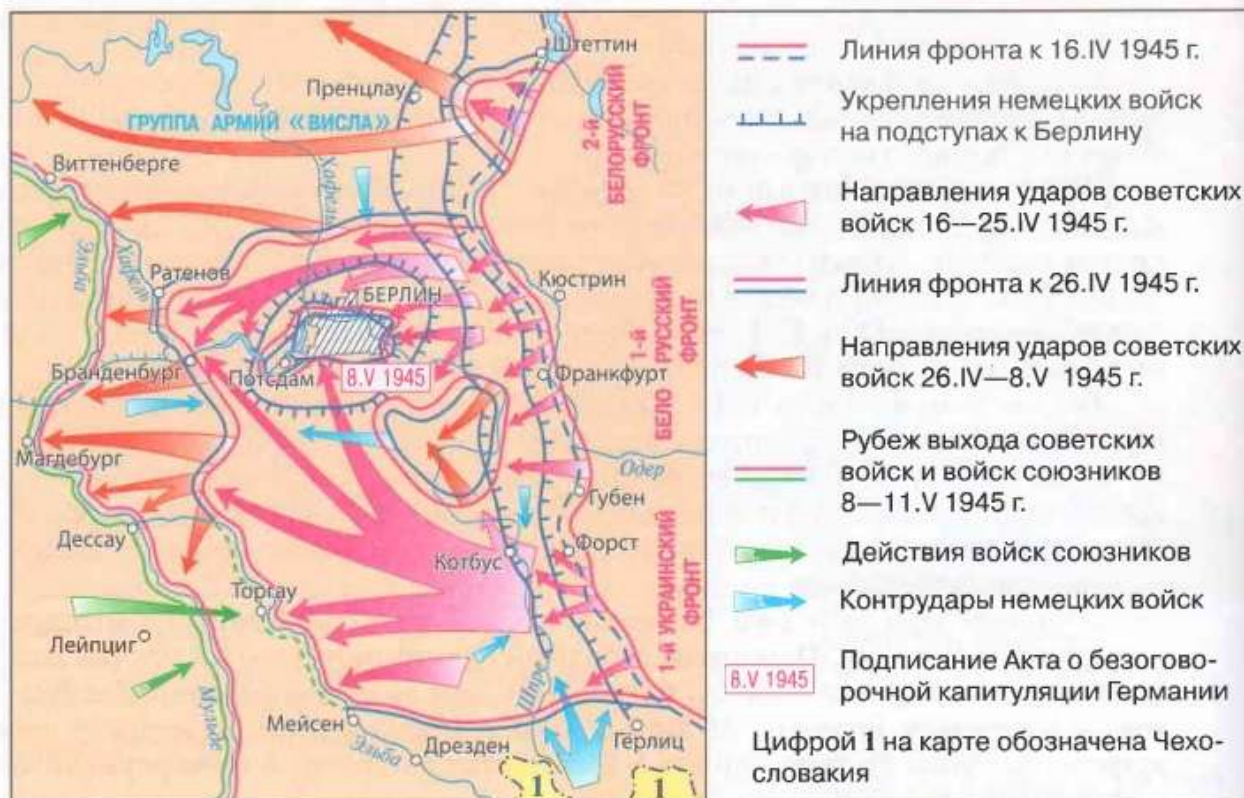 Штеттин
Пренцлау
ГРУППА АРМИЙ «ВИСЛА»
2-й
БЕЛОРУССКИЙ
ФРОНТ
Виттенберге
Хафель
Эльба
Хафель
Ратенов
БЕРЛИН
Кюстрин
1-й
БЕЛО РУССКИЙ
ФРОНТ
Бранденбург
Потсдам
8.V 1945
Франкфурт
Магдебург
Одер
Губен
Дессау
Котбус
Форст
Торгау
1-й УКРАИНСКИЙ
ФРОНТ
Лейпциг
Мульде
Шпре
Мейсен
Эльба
Дрезден
Гёрлиц
1
1
Линия фронта к 16.IV 1945 г.
Укрепления немецких войск
на подступах к Берлину
Направления ударов советских
войск 16—25.IV 1945 г.
Линия фронта к 26.IV 1945 г.
Направления ударов советских
войск 26.IV—8.V 1945 г.
Рубеж выхода советских
войск и войск союзников
8—11.V 1945 г.
Действия войск союзников
Контрудары немецких войск
8.V 1945
Подписание Акта о безогово-
рочной капитуляции Германии
Цифрой 1 на карте обозначена Чехо-
словакия